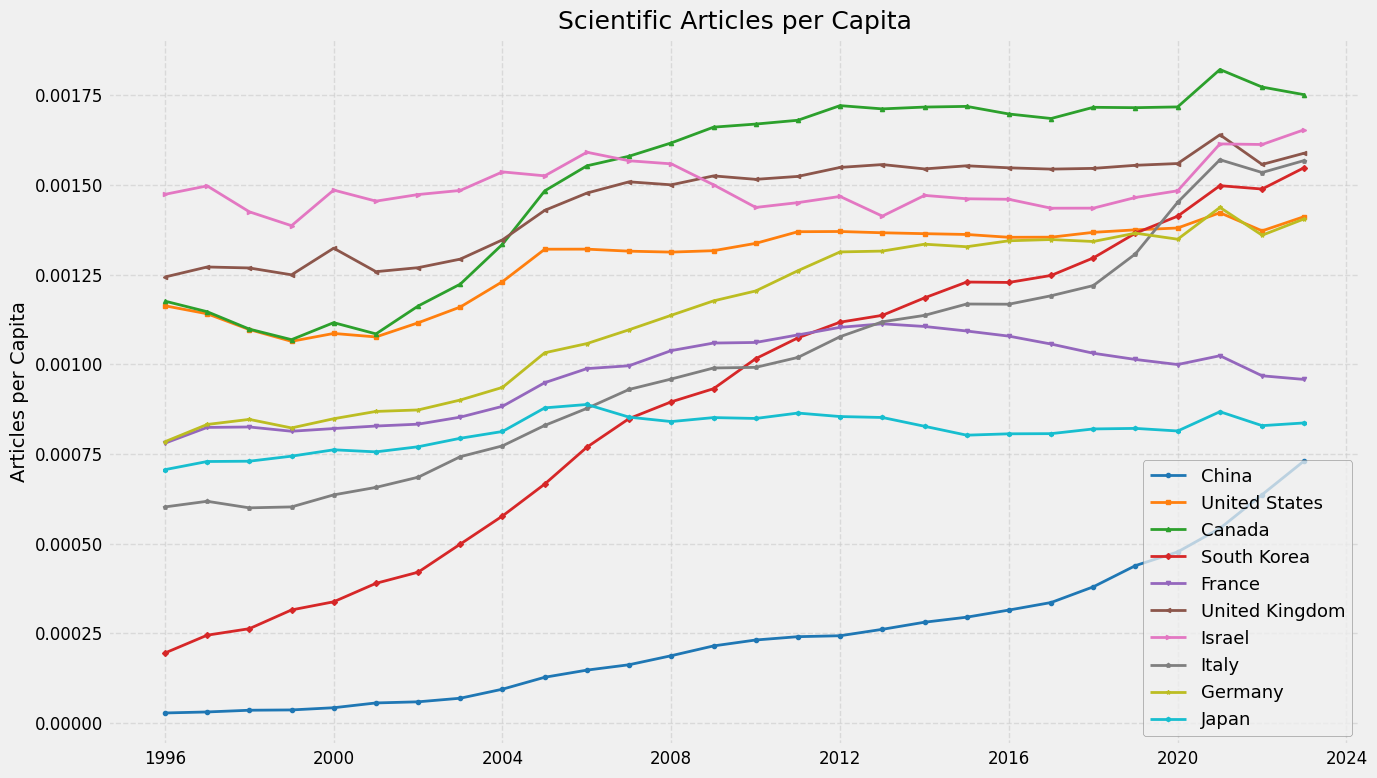 Scientific Articles per Capita
Articles per Capita
0.00175
0.00150
0.00125
0.00100
0.00075
0.00050
0.00025
0.00000
1996
2000
2004
2008
2012
2016
2020
2024
China
United States
Canada
South Korea
France
United Kingdom
Israel
Italy
Germany
Japan